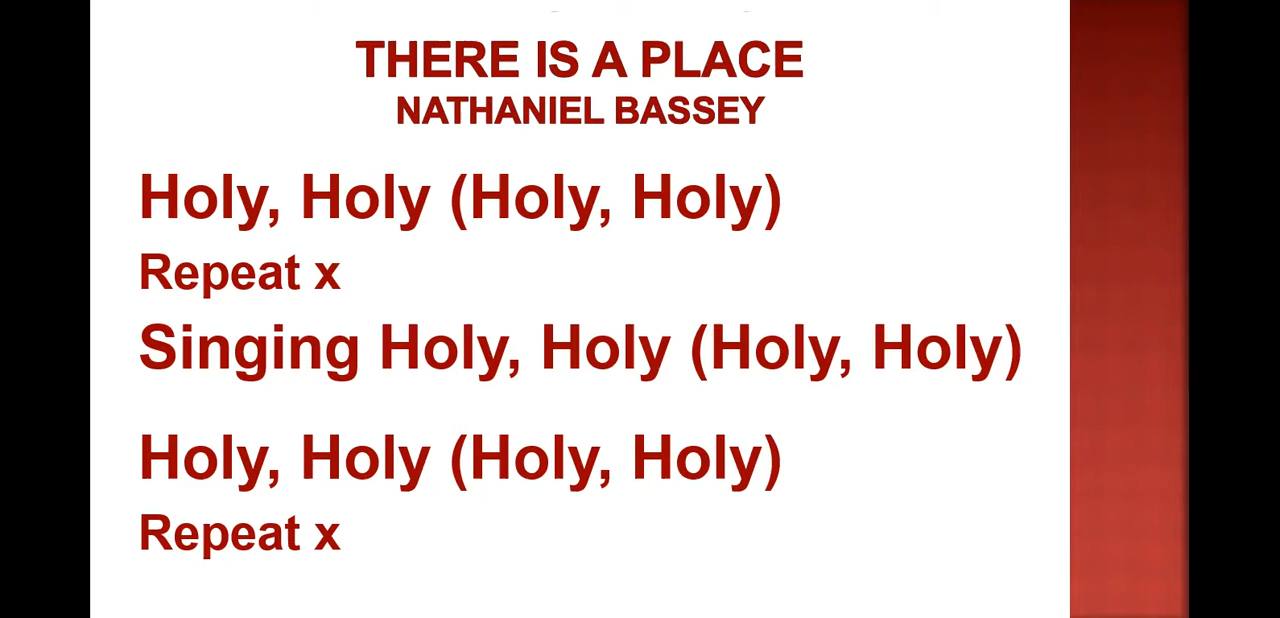 THERE IS A PLACE
NATHANIEL BASSEY
Holy, Holy (Holy, Holy)
Repeat x
Singing Holy, Holy (Holy, Holy)
Holy, Holy (Holy, Holy)
Repeat x